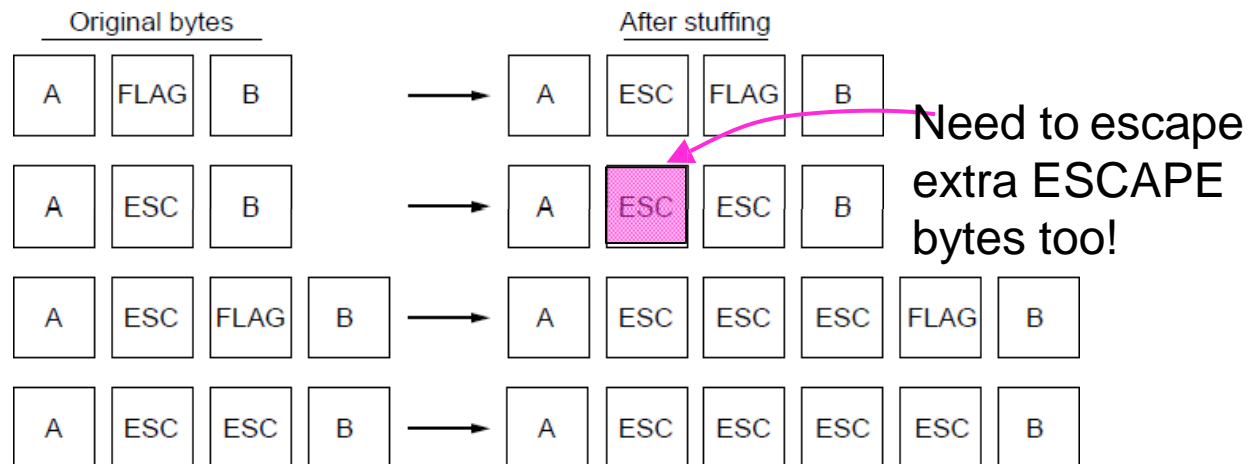 Original bytes After stuffing
A FLAG B A ESC FLAG B
Need to escape
extra ESCAPE
bytes too!
A ESC B A ESC ESC B
A ESC FLAG B A ESC ESC ESC FLAG B
A ESC ESC B A ESC ESC ESC ESC B